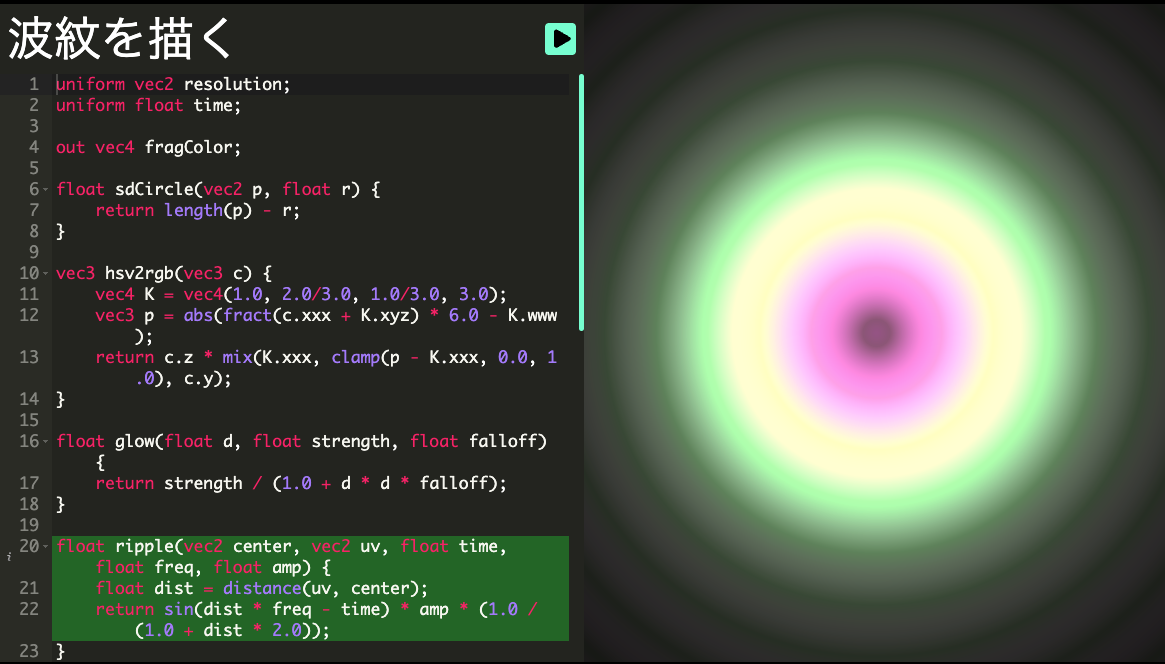 波紋を描く
1 uniform vec2 resolution;
2 uniform float time;
3
4 out vec4 fragColor;
5
6 float sdCircle(vec2 p, float r) {
7 return length(p) - r;
8 }
9
10 vec3 hsv2rgb(vec3 c) {
11 vec4 K = vec4(1.0, 2.0/3.0, 1.0/3.0, 3.0);
12 vec3 p = abs(fract(c.xxx + K.xyz) * 6.0 - K.www
);
13 return c.z * mix(K.xxx, clamp(p - K.xxx, 0.0, 1
.0), c.y);
14 }
15
16 float glow(float d, float strength, float falloff)
{
17 return strength / (1.0 + d * d * falloff);
18 }
19
20 float ripple(vec2 center, vec2 uv, float time,
float freq, float amp) {
21 float dist = distance(uv, center);
22 return sin(dist * freq - time) * amp * (1.0 /
(1.0 + dist * 2.0));
23 }